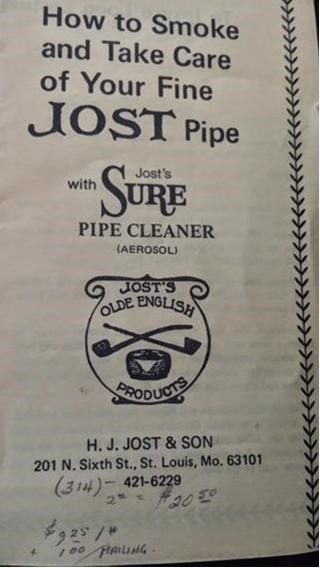 How to Smoke
and Take Care
of Your Fine
JOST Pipe
with Jost's
SURE
PIPE CLEANER
(AEROSOL)
JOST'S
OLDE ENGLISH
PRODUCTS
H. J. JOST & SON
201 N. Sixth St., St. Louis, Mo. 63101
(314)- 421-6229
2# = $20 50
$9 25 / #
+ 1 00 MAILING.